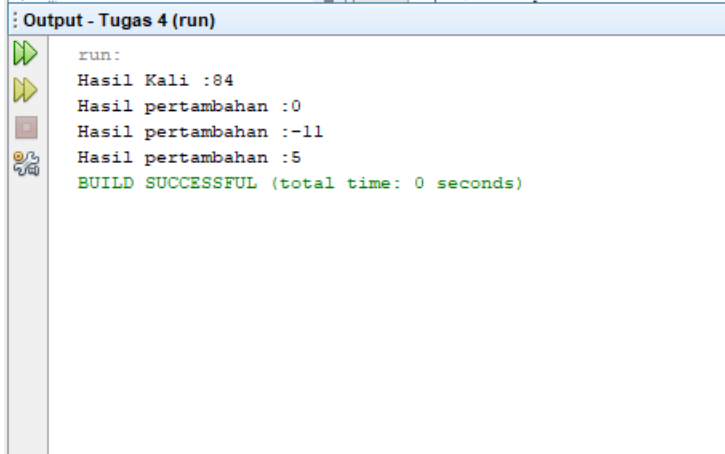 Output - Tugas 4 (run)
run:
Hasil Kali :84
Hasil pertambahan :0
Hasil pertambahan :-11
Hasil pertambahan :5
BUILD SUCCESSFUL (total time: 0 seconds)